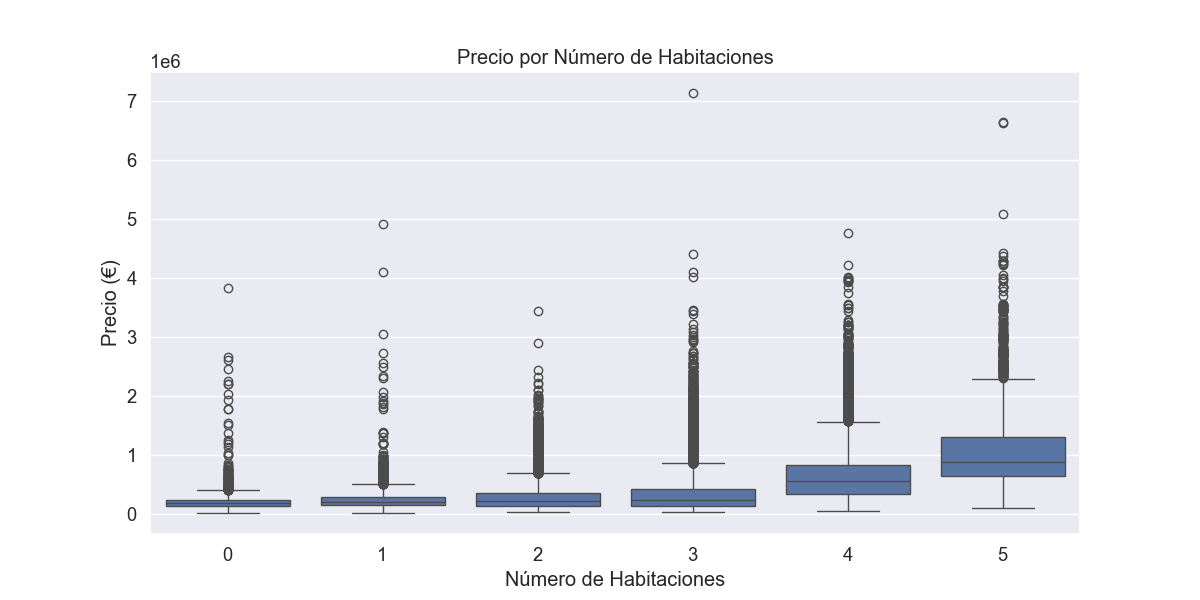 Precio por Número de Habitaciones
1e6
7
6
5
4
3
2
1
0
Precio (€)
0 1 2 3 4 5
Número de Habitaciones